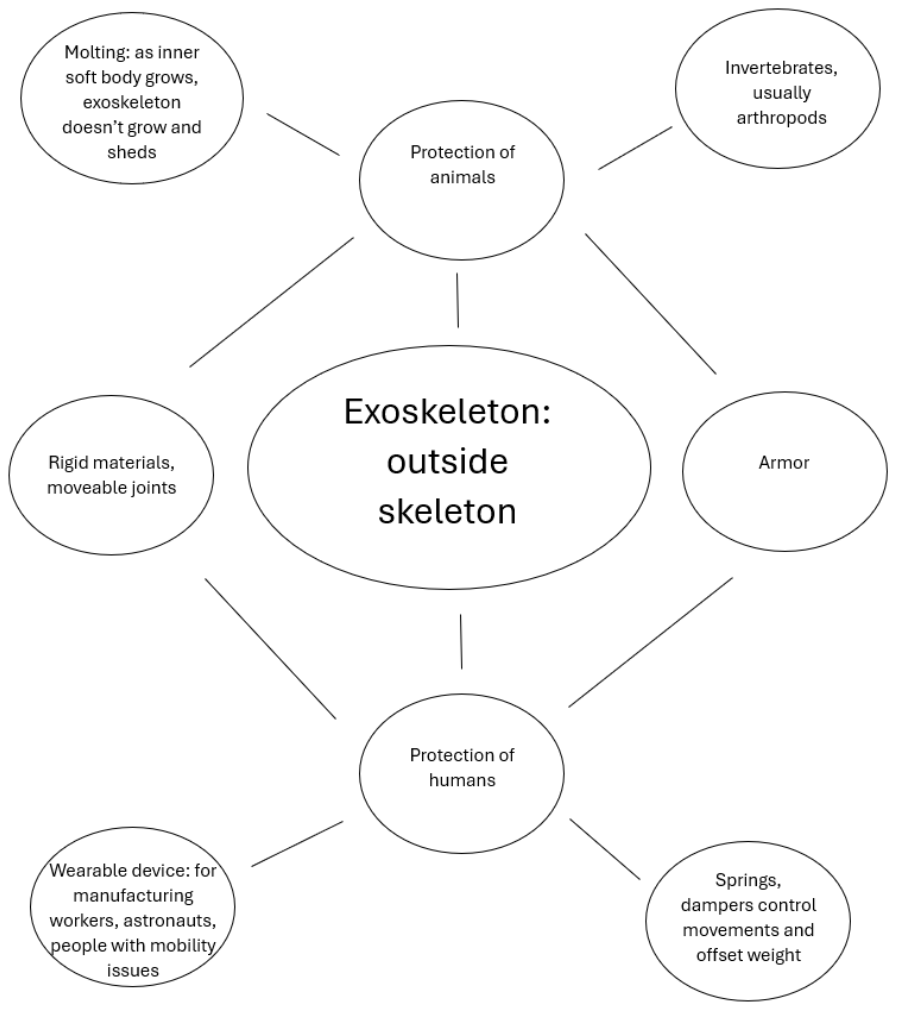 Molting: as inner
soft body grows,
exoskeleton
doesn’t grow and
sheds
Invertebrates,
usually
arthropods
Protection of
animals
Rigid materials,
moveable joints
Exoskeleton:
outside
skeleton
Armor
Protection of
humans
Wearable device: for
manufacturing
workers, astronauts,
people with mobility
issues
Springs,
dampers control
movements and
offset weight